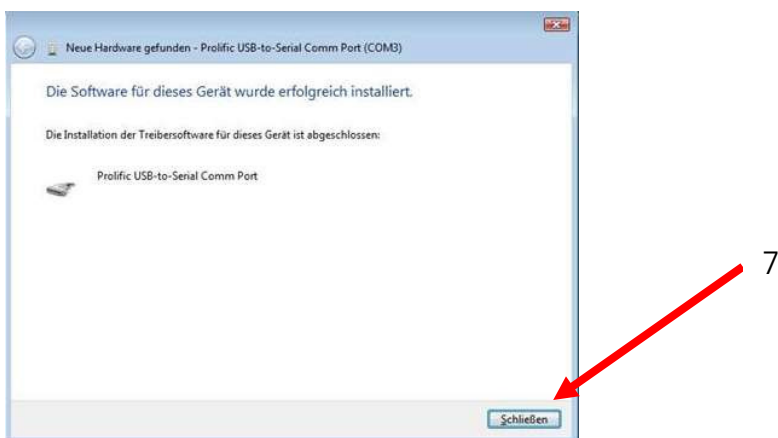 Neue Hardware gefunden - Prolific USB-to-Serial Comm Port (COM3)
Die Software für dieses Gerät wurde erfolgreich installiert.
Die Installation der Treibersoftware für dieses Gerät ist abgeschlossen:
Prolific USB-to-Serial Comm Port
7
Schließen